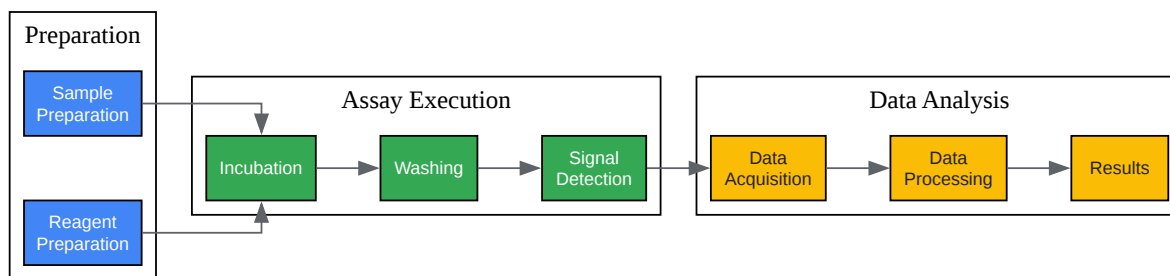 Preparation
Sample
Preparation
Reagent
Preparation
Assay Execution
Incubation
Washing
Signal
Detection
Data Analysis
Data
Acquisition
Data
Processing
Results